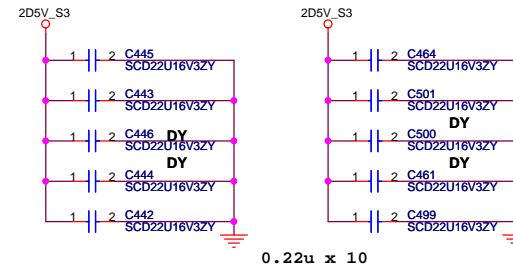 2D5V_S3
1 2 C445
SCD22U16V3ZY
1 2 C443
SCD22U16V3ZY
1 2 C446 DY
SCD22U16V3ZY
DY
1 2 C444
SCD22U16V3ZY
1 2 C442
SCD22U16V3ZY
2D5V_S3
1 2 C464
SCD22U16V3ZY
1 2 C501
SCD22U16V3ZY
DY
1 2 C500
SCD22U16V3ZY
DY
1 2 C461
SCD22U16V3ZY
1 2 C499
SCD22U16V3ZY
0.22u x 10